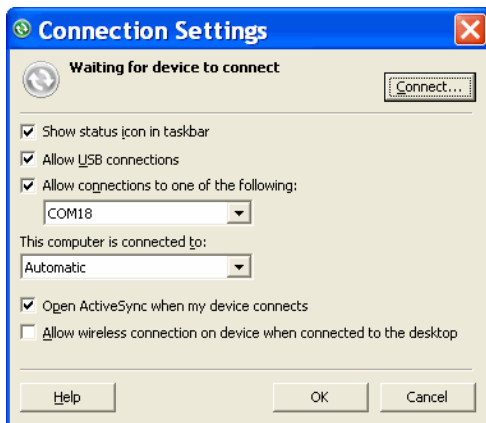 Connection Settings
Waiting for device to connect
Connect...
Show status icon in taskbar
Allow USB connections
Allow connections to one of the following:
COM18
This computer is connected to:
Automatic
Open ActiveSync when my device connects
Allow wireless connection on device when connected to the desktop
Help OK Cancel